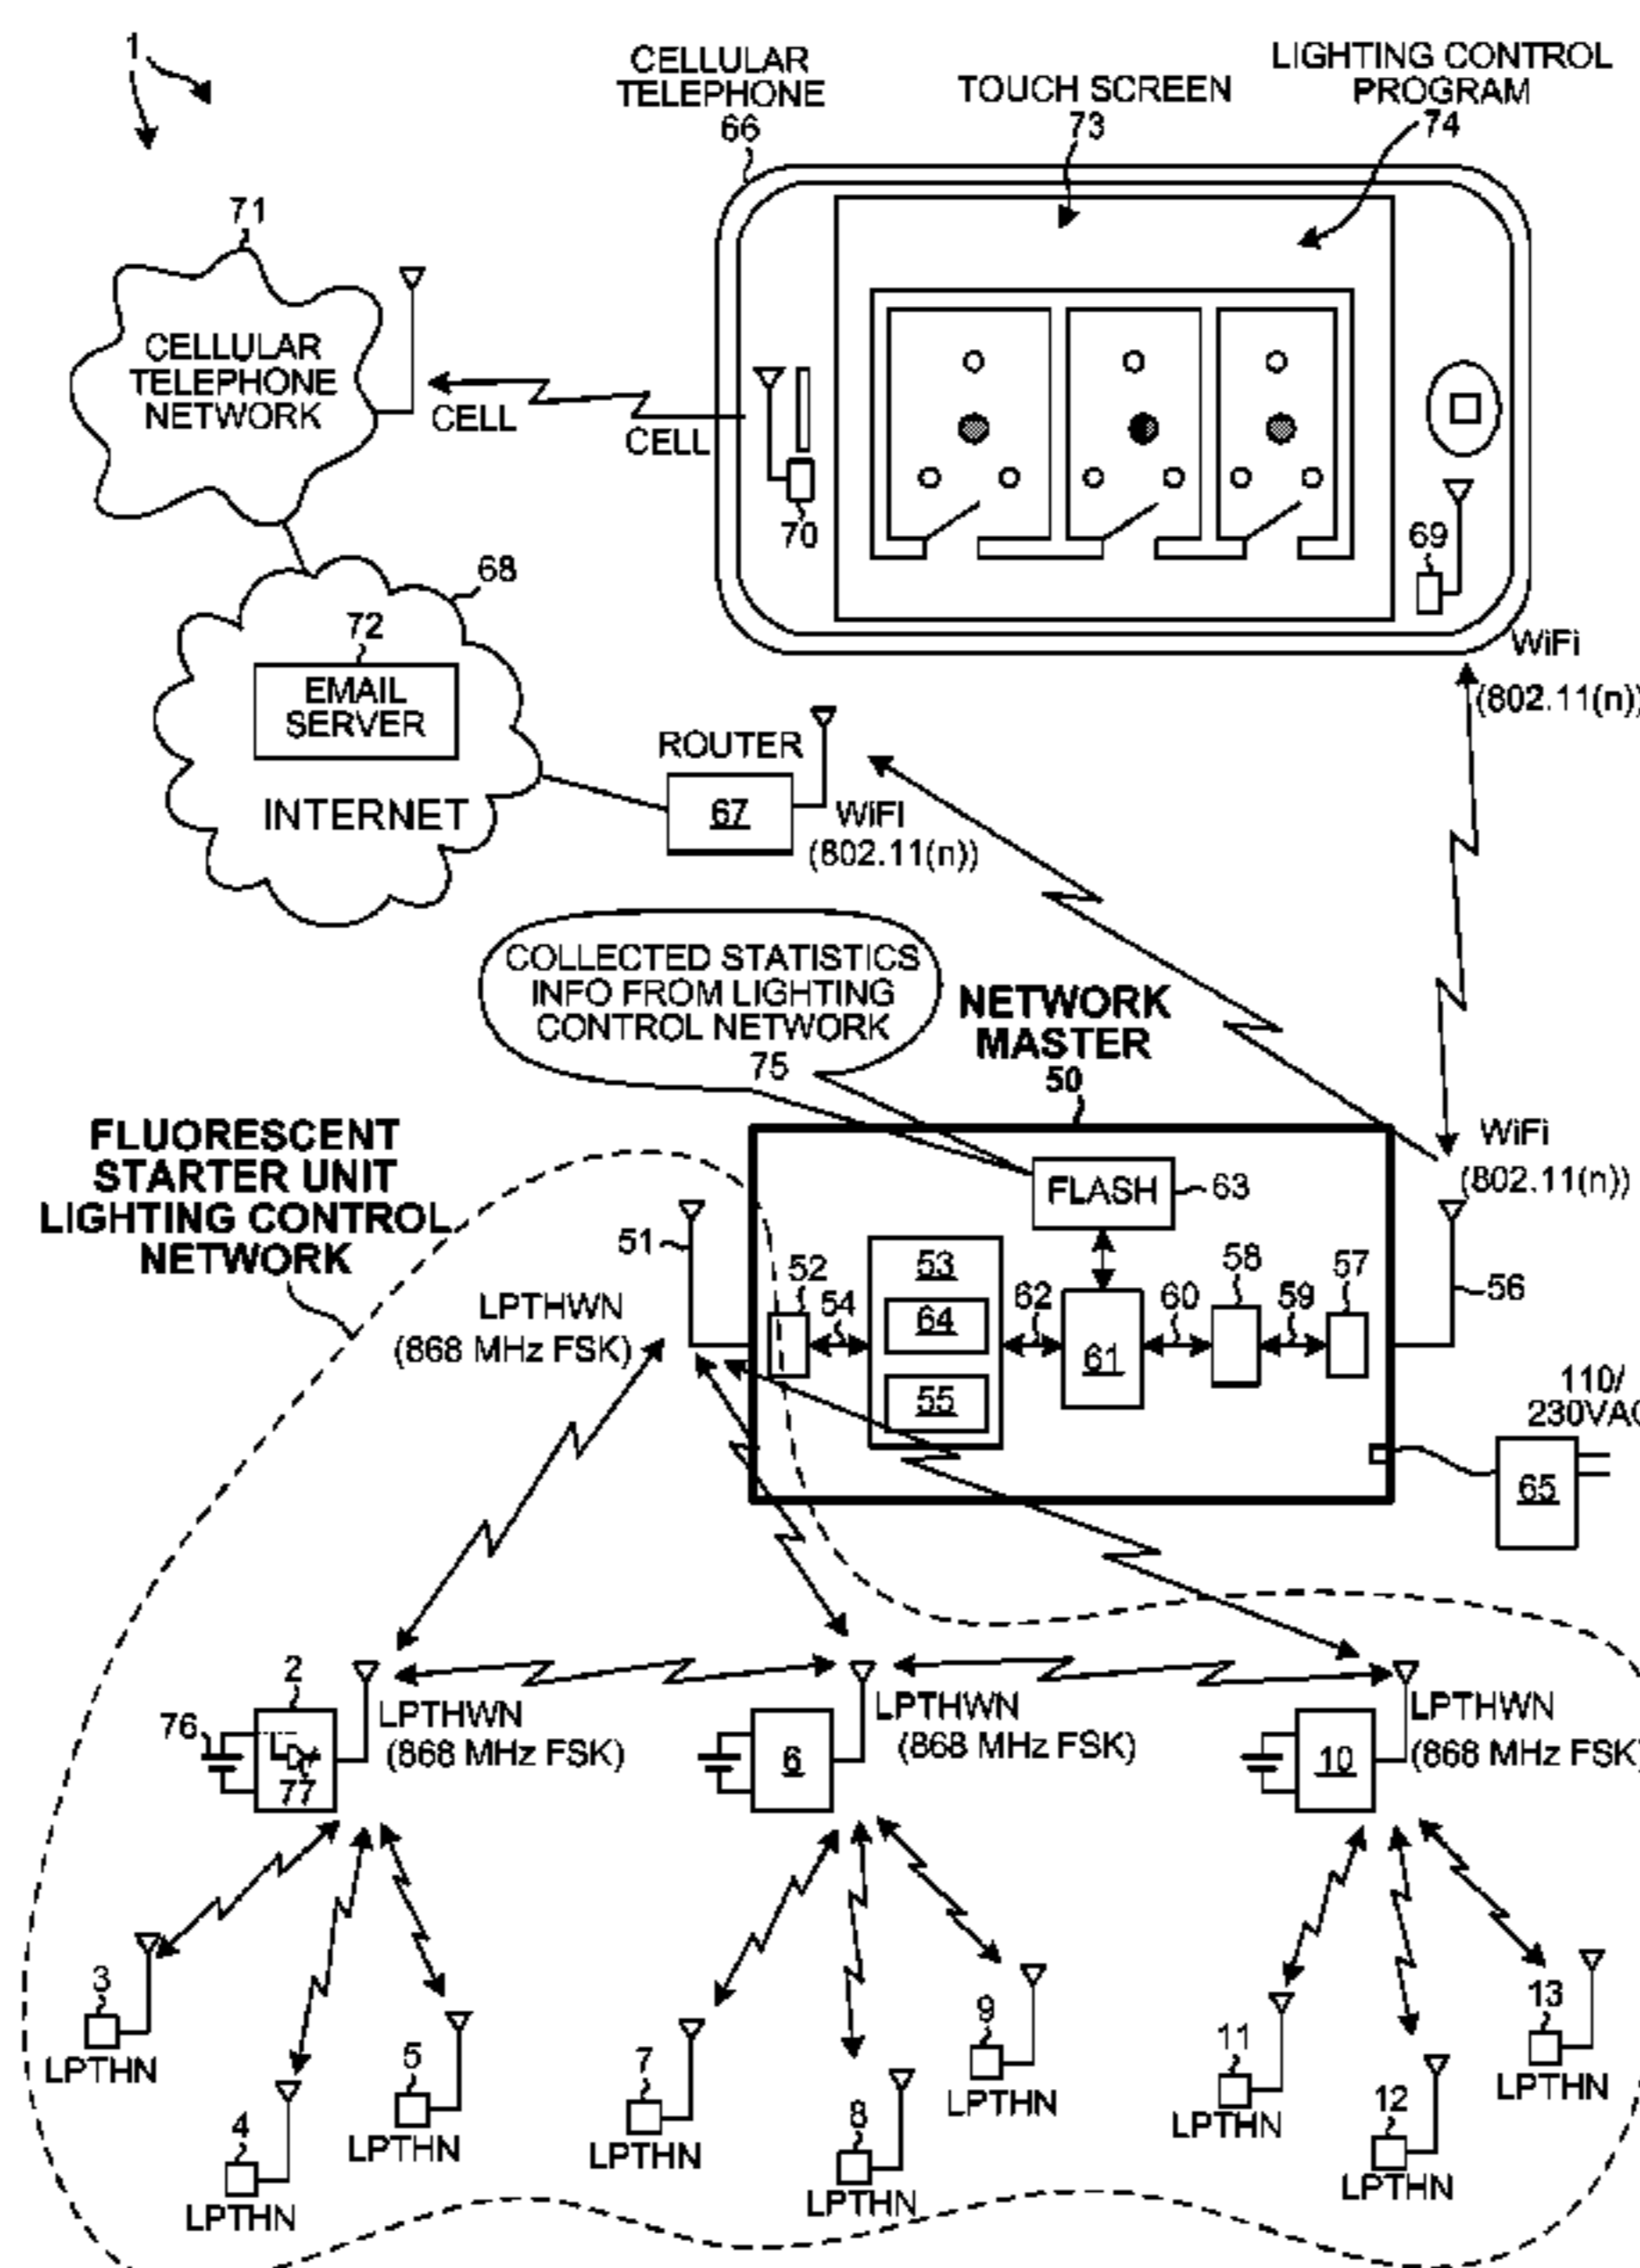 1
CELLULAR
TELEPHONE
66
TOUCH SCREEN
73
LIGHTING CONTROL
PROGRAM
74
71
CELLULAR
TELEPHONE
NETWORK
CELL
CELL
70
69
WiFi
(802.11(n))
68
72
EMAIL
SERVER
INTERNET
ROUTER
67
WiFi
(802.11(n))
COLLECTED STATISTICS
INFO FROM LIGHTING
CONTROL NETWORK
75
NETWORK
MASTER
50
FLUORESCENT
STARTER UNIT
LIGHTING CONTROL
NETWORK
WiFi
(802.11(n))
FLASH
63
51
52
54
53
64
55
62
61
60
58
59
57
56
LPTHWN
(868 MHz FSK)
110/
230VAC
65
2
76
77
LPTHWN
(868 MHz FSK)
6
LPTHWN
(868 MHz FSK)
10
LPTHWN
(868 MHz FSK)
3
LPTHN
4
LPTHN
5
LPTHN
7
LPTHN
8
LPTHN
9
LPTHN
11
LPTHN
12
LPTHN
13
LPTHN